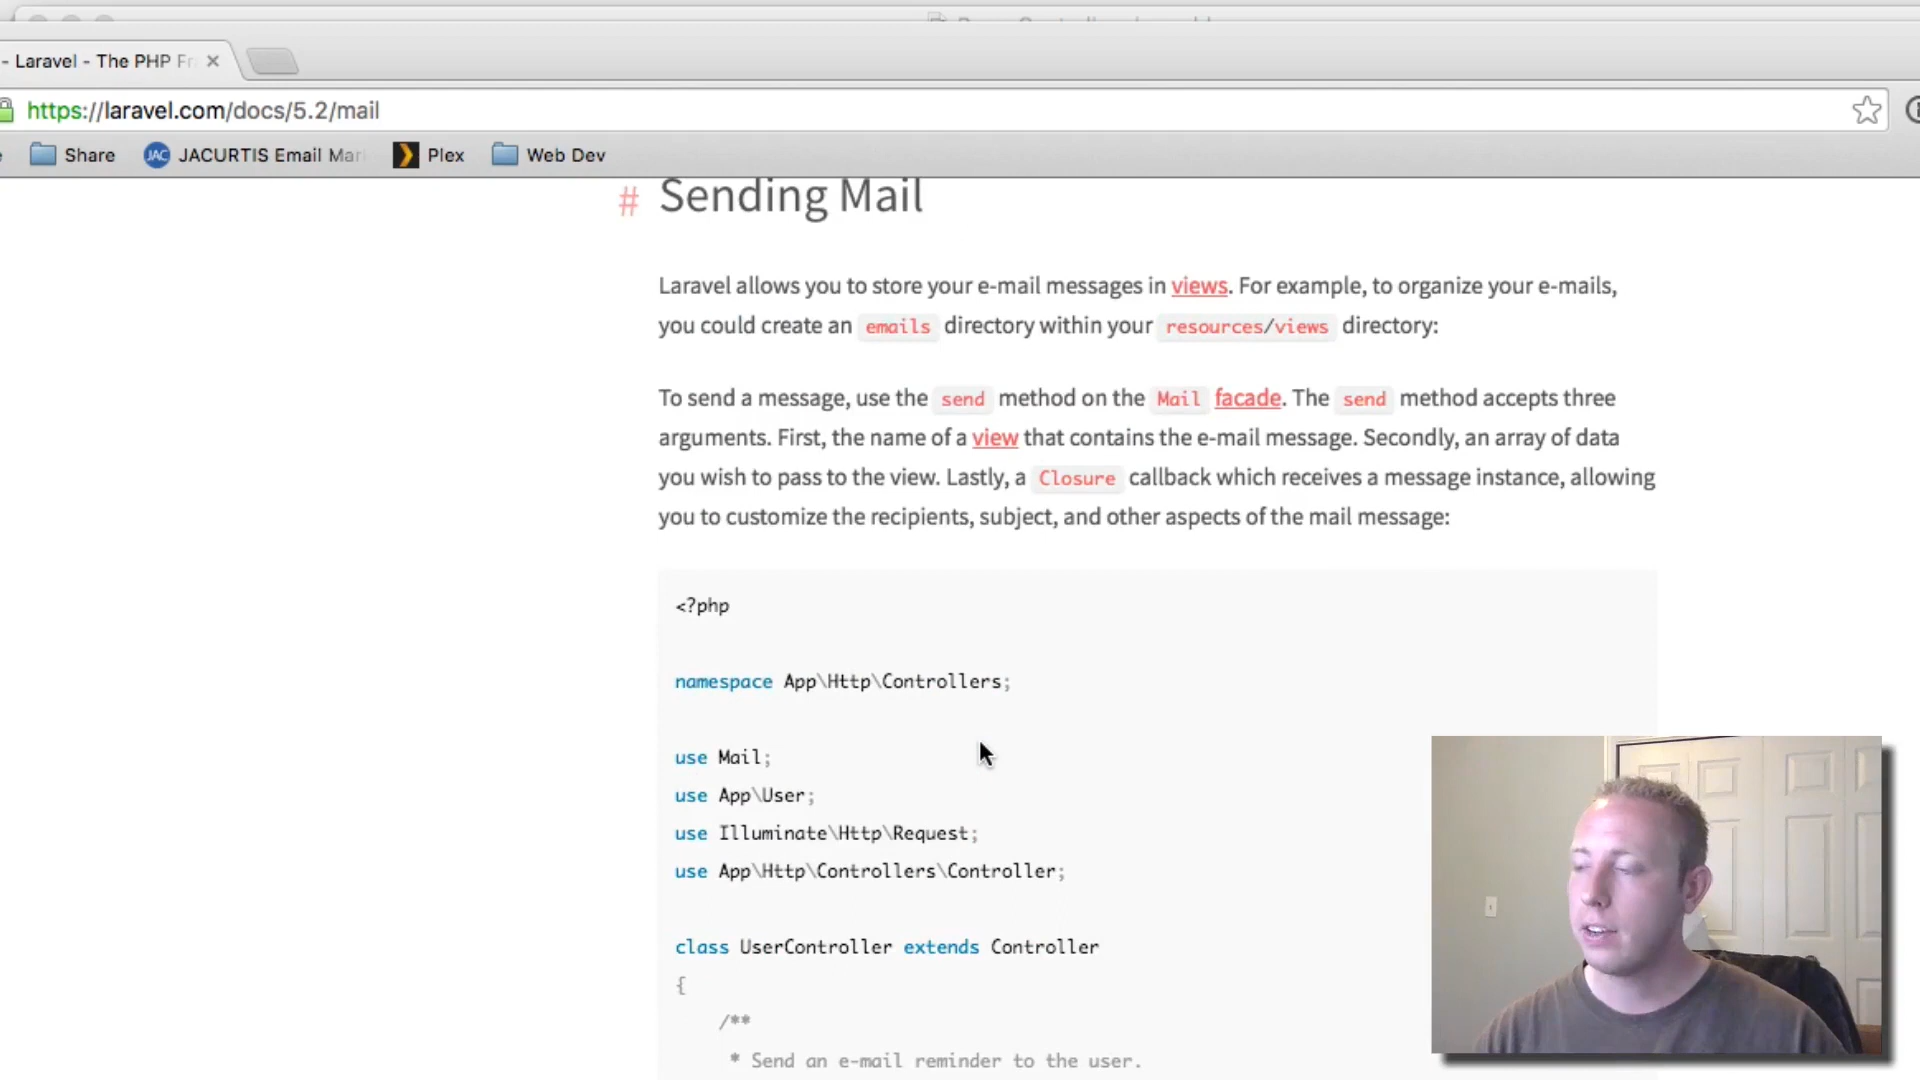 - Laravel - The PHP Fr
https://laravel.com/docs/5.2/mail
Share JAC JACURTIS Email Mar Plex Web Dev
# Sending Mail
Laravel allows you to store your e-mail messages in views. For example, to organize your e-mails,
you could create an emails directory within your resources/views directory:
To send a message, use the send method on the Mail facade. The send method accepts three
arguments. First, the name of a view that contains the e-mail message. Secondly, an array of data
you wish to pass to the view. Lastly, a Closure callback which receives a message instance, allowing
you to customize the recipients, subject, and other aspects of the mail message:
<?php
namespace App\Http\Controllers;
use Mail;
use App\User;
use Illuminate\Http\Request;
use App\Http\Controllers\Controller;
class UserController extends Controller
{
/**
* Send an e-mail reminder to the user.